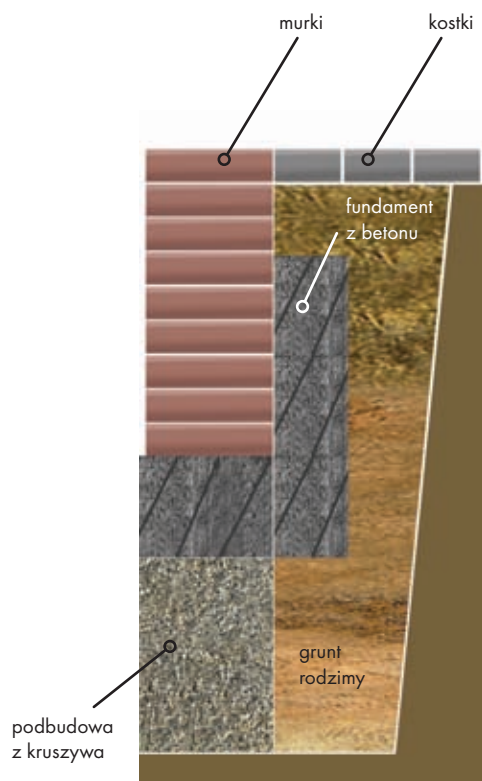 murki
kostki
fundament
z betonu
grunt
rodzimy
podbudowa
z kruszywa